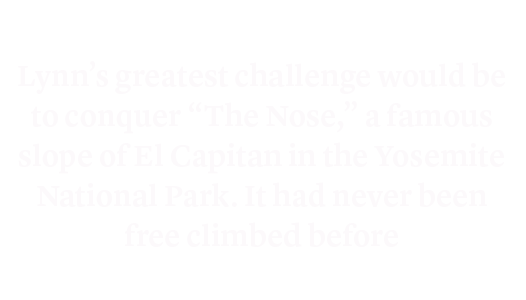 Lynn’s greatest challenge would be
to conquer “The Nose,” a famous
slope of El Capitan in the Yosemite
National Park. It had never been
free climbed before